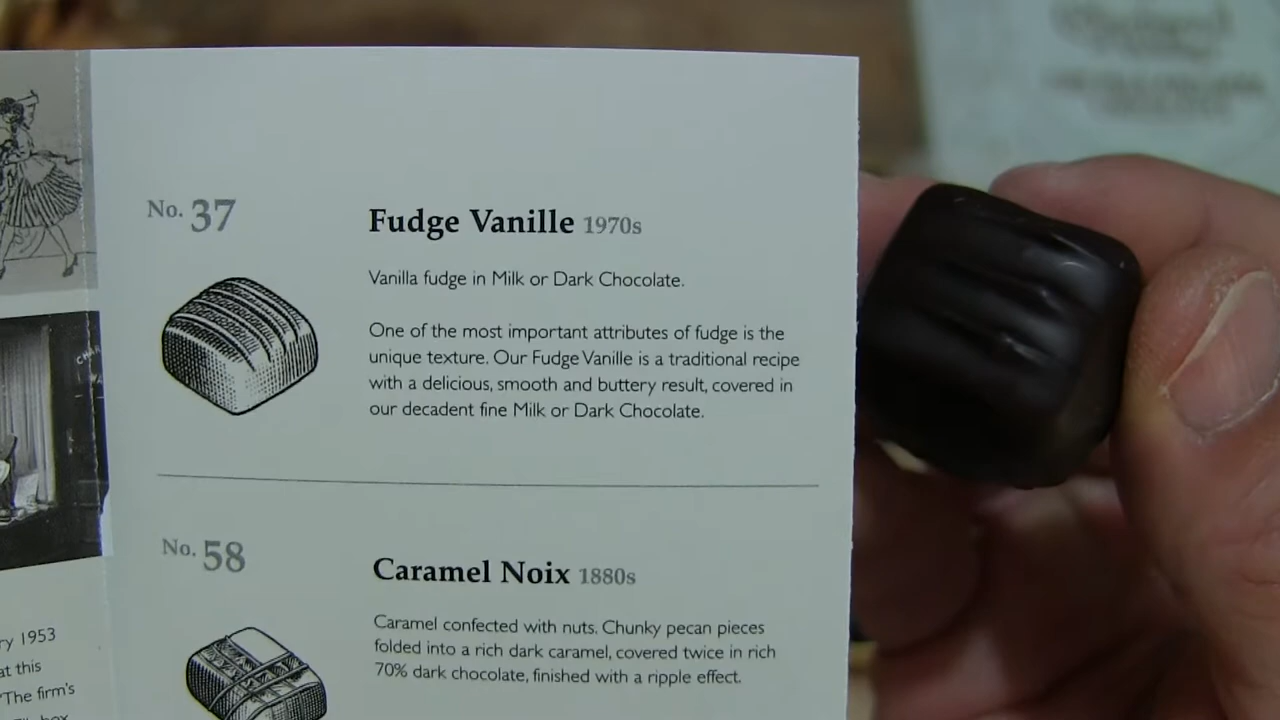 No. 37
Fudge Vanille 1970s
Vanilla fudge in Milk or Dark Chocolate.
One of the most important attributes of fudge is the
unique texture. Our Fudge Vanille is a traditional recipe
with a delicious, smooth and buttery result, covered in
our decadent fine Milk or Dark Chocolate.
No. 58
Caramel Noix 1880s
Caramel confected with nuts. Chunky pecan pieces
folded into a rich dark caramel, covered twice in rich
70% dark chocolate, finished with a ripple effect.
1953
at this
The firm's
box